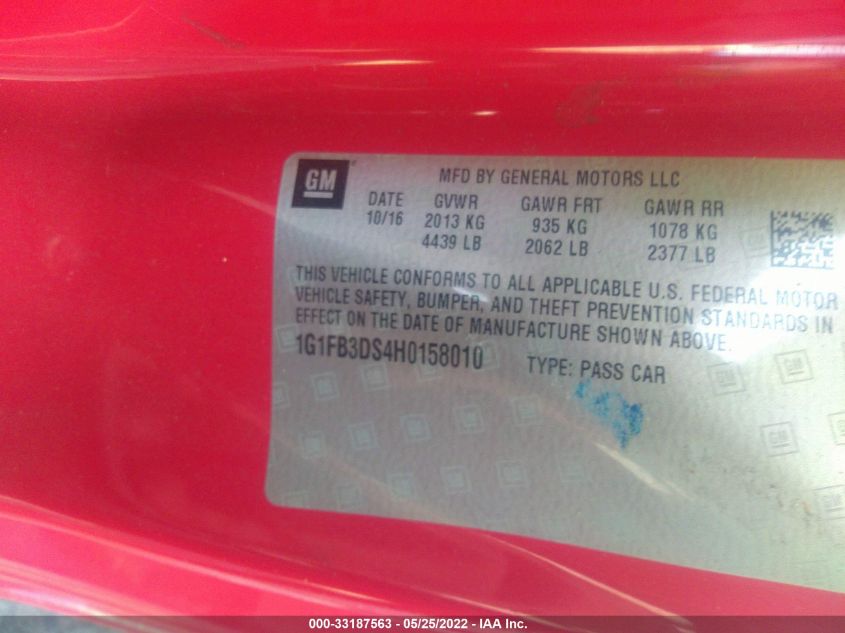 GM
MFD BY GENERAL MOTORS LLC
DATE GVWR GAWR FRT GAWR RR
10/16 2013 KG 935 KG 1078 KG
4439 LB 2062 LB 2377 LB
THIS VEHICLE CONFORMS TO ALL APPLICABLE U.S. FEDERAL MOTOR
VEHICLE SAFETY, BUMPER, AND THEFT PREVENTION STANDARDS IN
EFFECT ON THE DATE OF MANUFACTURE SHOWN ABOVE.
1G1FB3DS4H0158010 TYPE: PASS CAR
000-33187563 - 05/25/2022 - IAA Inc.